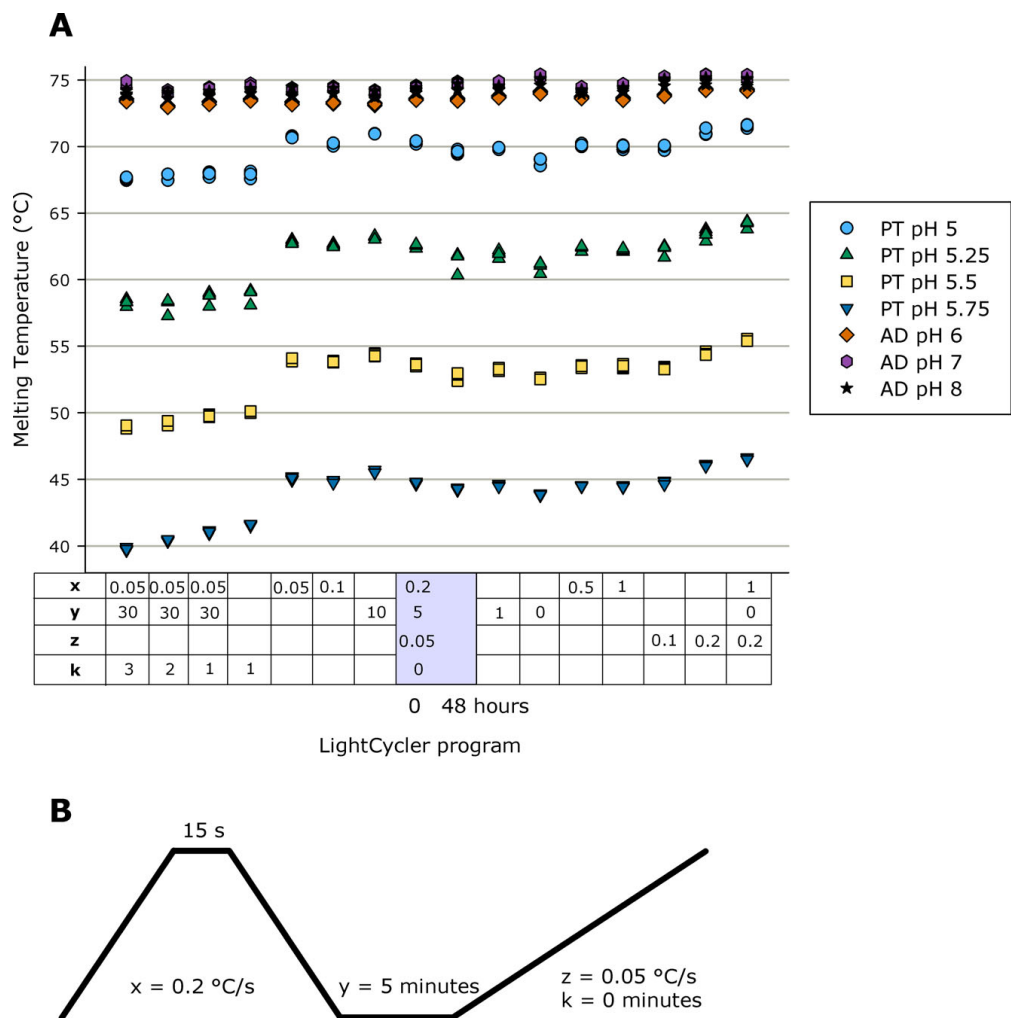 A
75
70
65
60
55
50
45
40
Melting Temperature (°C)
PT pH 5
PT pH 5.25
PT pH 5.5
PT pH 5.75
AD pH 6
AD pH 7
AD pH 8
x 0.05 0.05 0.05 0.05 0.1 0.2 0.5 1 1
y 30 30 30 10 5 1 0 0
z 0.05 0.1 0.2 0.2
k 3 2 1 1 0
0 48 hours
LightCycler program
B
15 s
x = 0.2 °C/s
y = 5 minutes
z = 0.05 °C/s
k = 0 minutes